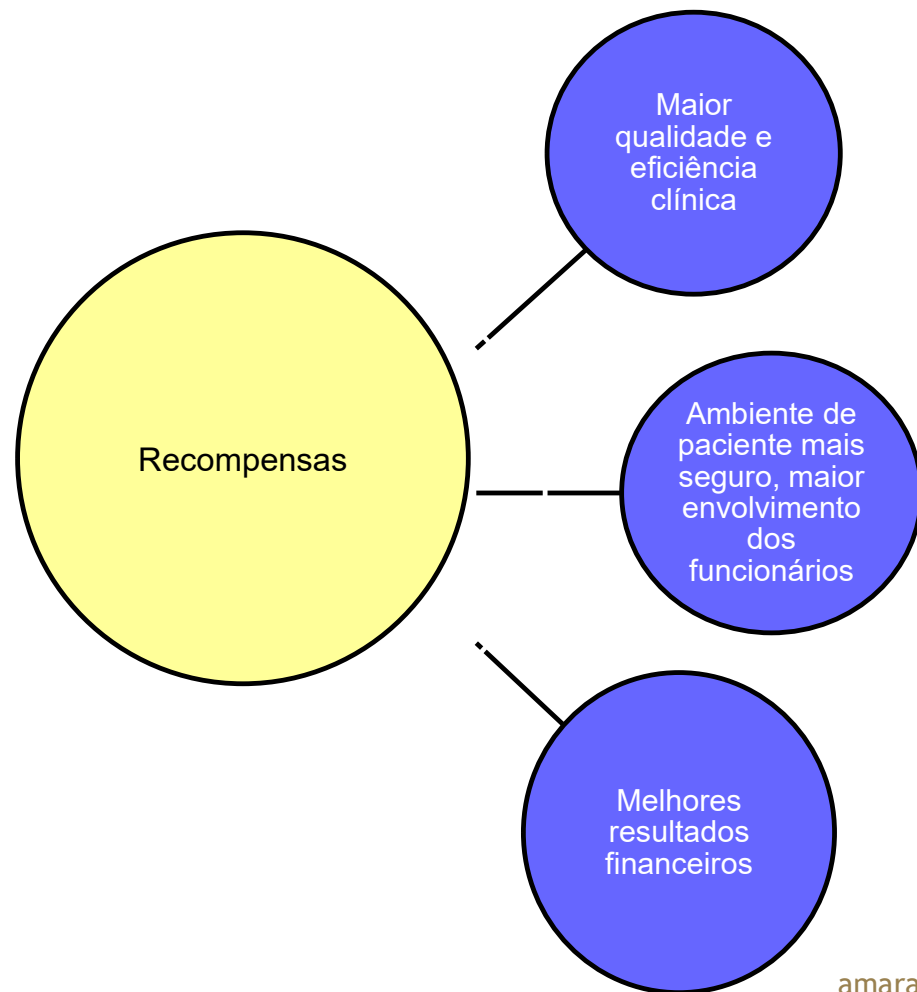 Maior
qualidade e
eficiência
clínica
Recompensas
Ambiente de
paciente mais
seguro, maior
envolvimento
dos
funcionários
Melhores
resultados
financeiros
amara